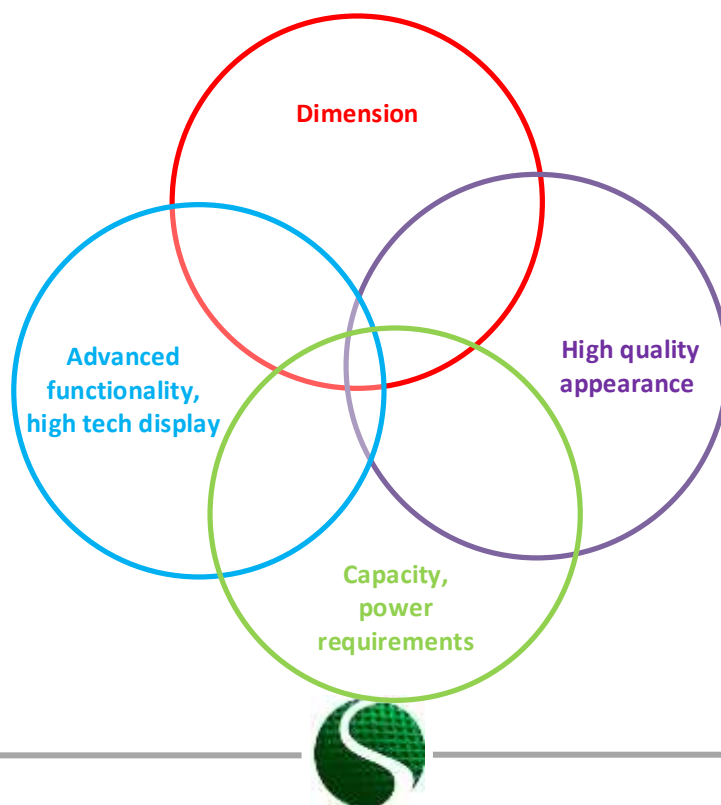 Dimension
Advanced
functionality,
high tech display
High quality
appearance
Capacity,
power
requirements